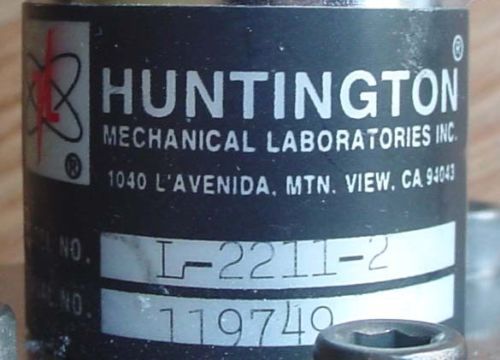 HUNTINGTON®
MECHANICAL LABORATORIES INC.
®
1040 L'AVENIDA, MTN. VIEW, CA 94043
NO. L-2211-2
NO. 119749